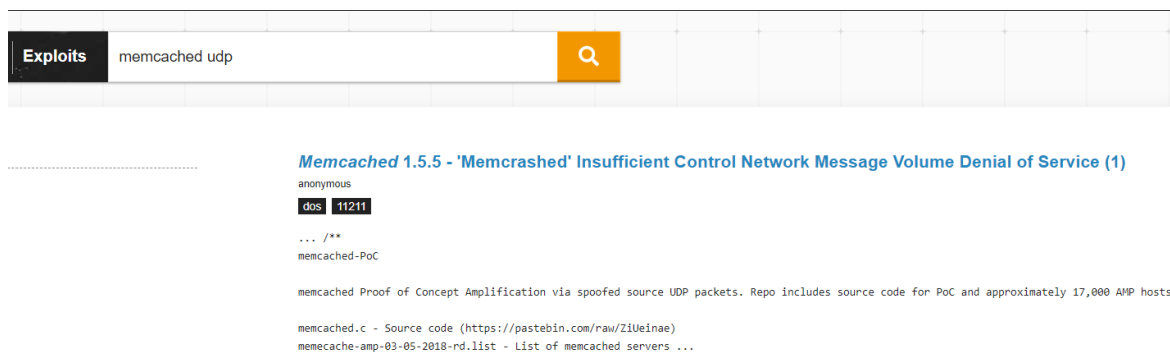 Exploits memcached udp
Memcached 1.5.5 - 'Memcrashed' Insufficient Control Network Message Volume Denial of Service (1)
anonymous
dos 11211
... /**
memcached-PoC
memcached Proof of Concept Amplification via spoofed source UDP packets. Repo includes source code for PoC and approximately 17,000 AMP hosts
memcached.c - Source code (https://pastebin.com/raw/ZiUeinae)
memecache-amp-03-05-2018-rd.list - List of memcached servers ...